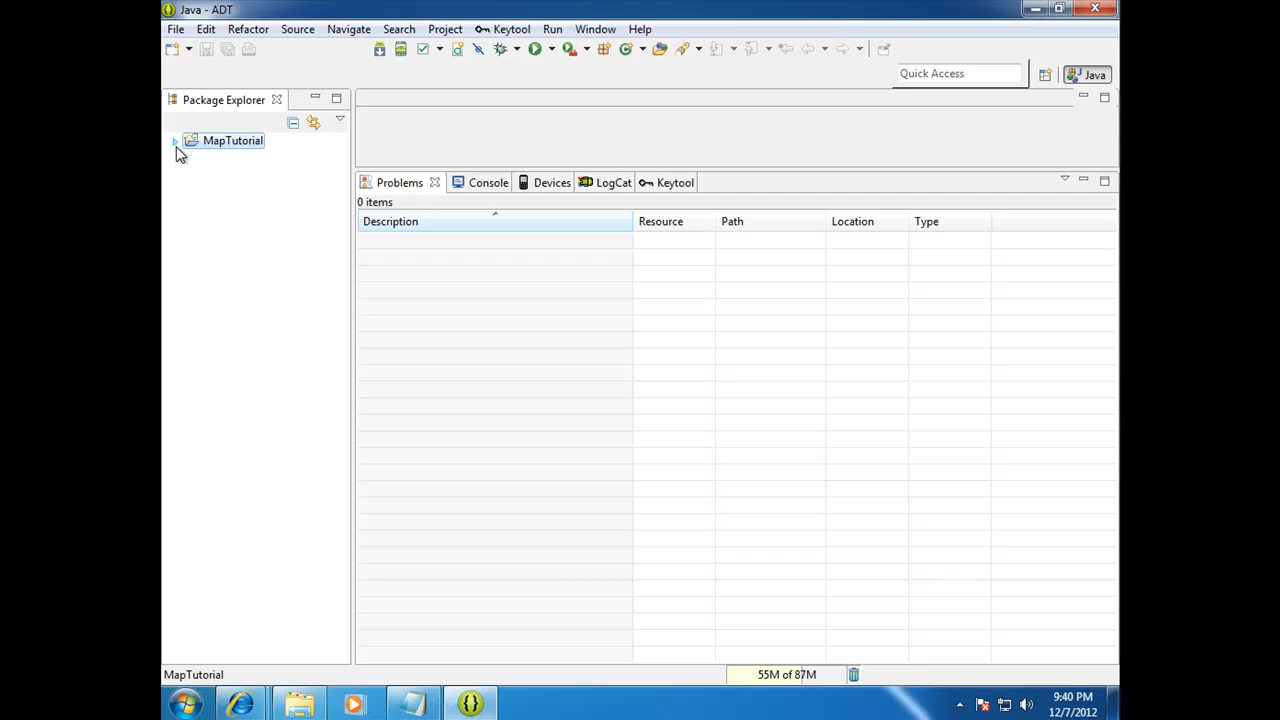 Java - ADT
File Edit Refactor Source Navigate Search Project Keytool Run Window Help
Quick Access
Java
Package Explorer
MapTutorial
Problems Console Devices LogCat Keytool
0 items
Description Resource Path Location Type
MapTutorial
55M of 87M
9:40 PM
12/7/2012